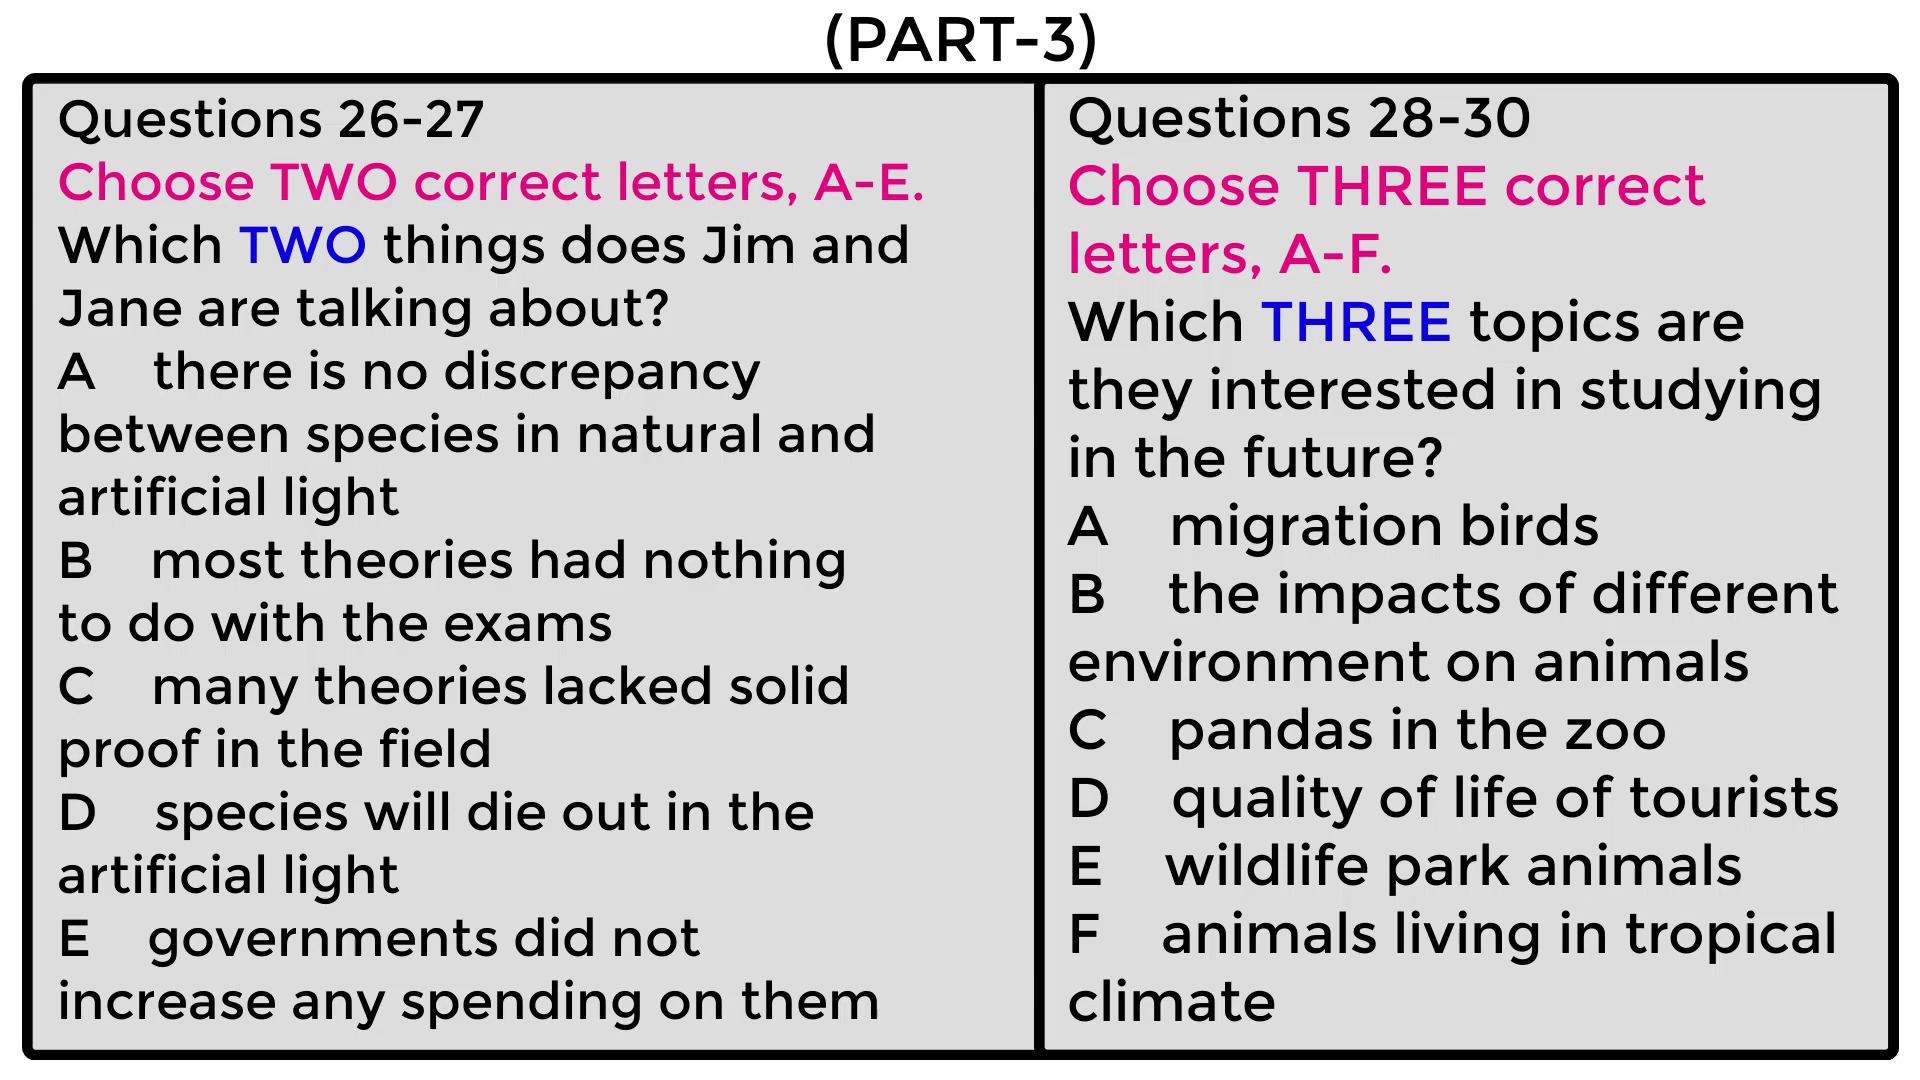 (PART-3)
Questions 26-27
Choose TWO correct letters, A-E.
Which TWO things does Jim and
Jane are talking about?
A there is no discrepancy
between species in natural and
artificial light
B most theories had nothing
to do with the exams
C many theories lacked solid
proof in the field
D species will die out in the
artificial light
E governments did not
increase any spending on them
Questions 28-30
Choose THREE correct
letters, A-F.
Which THREE topics are
they interested in studying
in the future?
A migration birds
B the impacts of different
environment on animals
C pandas in the zoo
D quality of life of tourists
E wildlife park animals
F animals living in tropical
climate